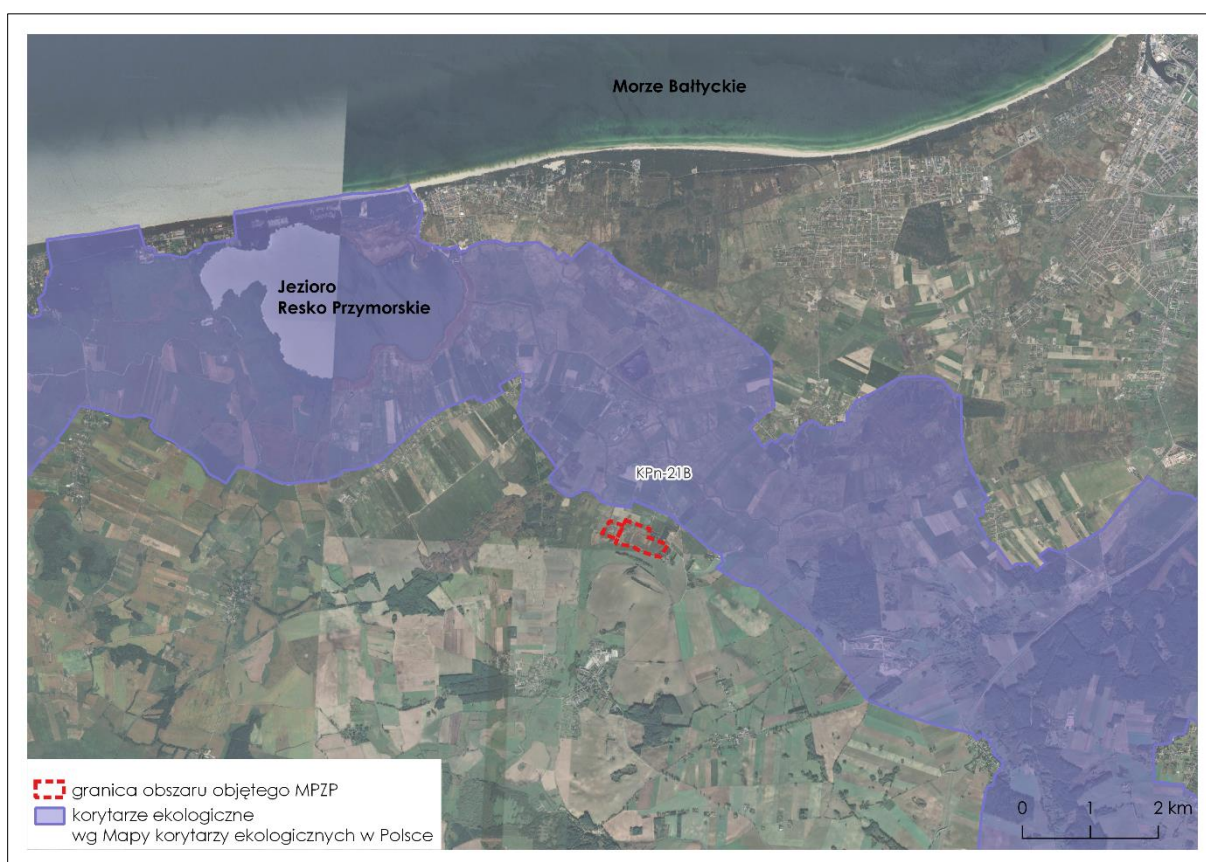 Morze Bałtyckie
Jezioro
Resko Przymorskie
KPn-21B
granica obszaru objętego MPZP
korytarze ekologiczne
wg Mapy korytarzy ekologicznych w Polsce
0 1 2 km